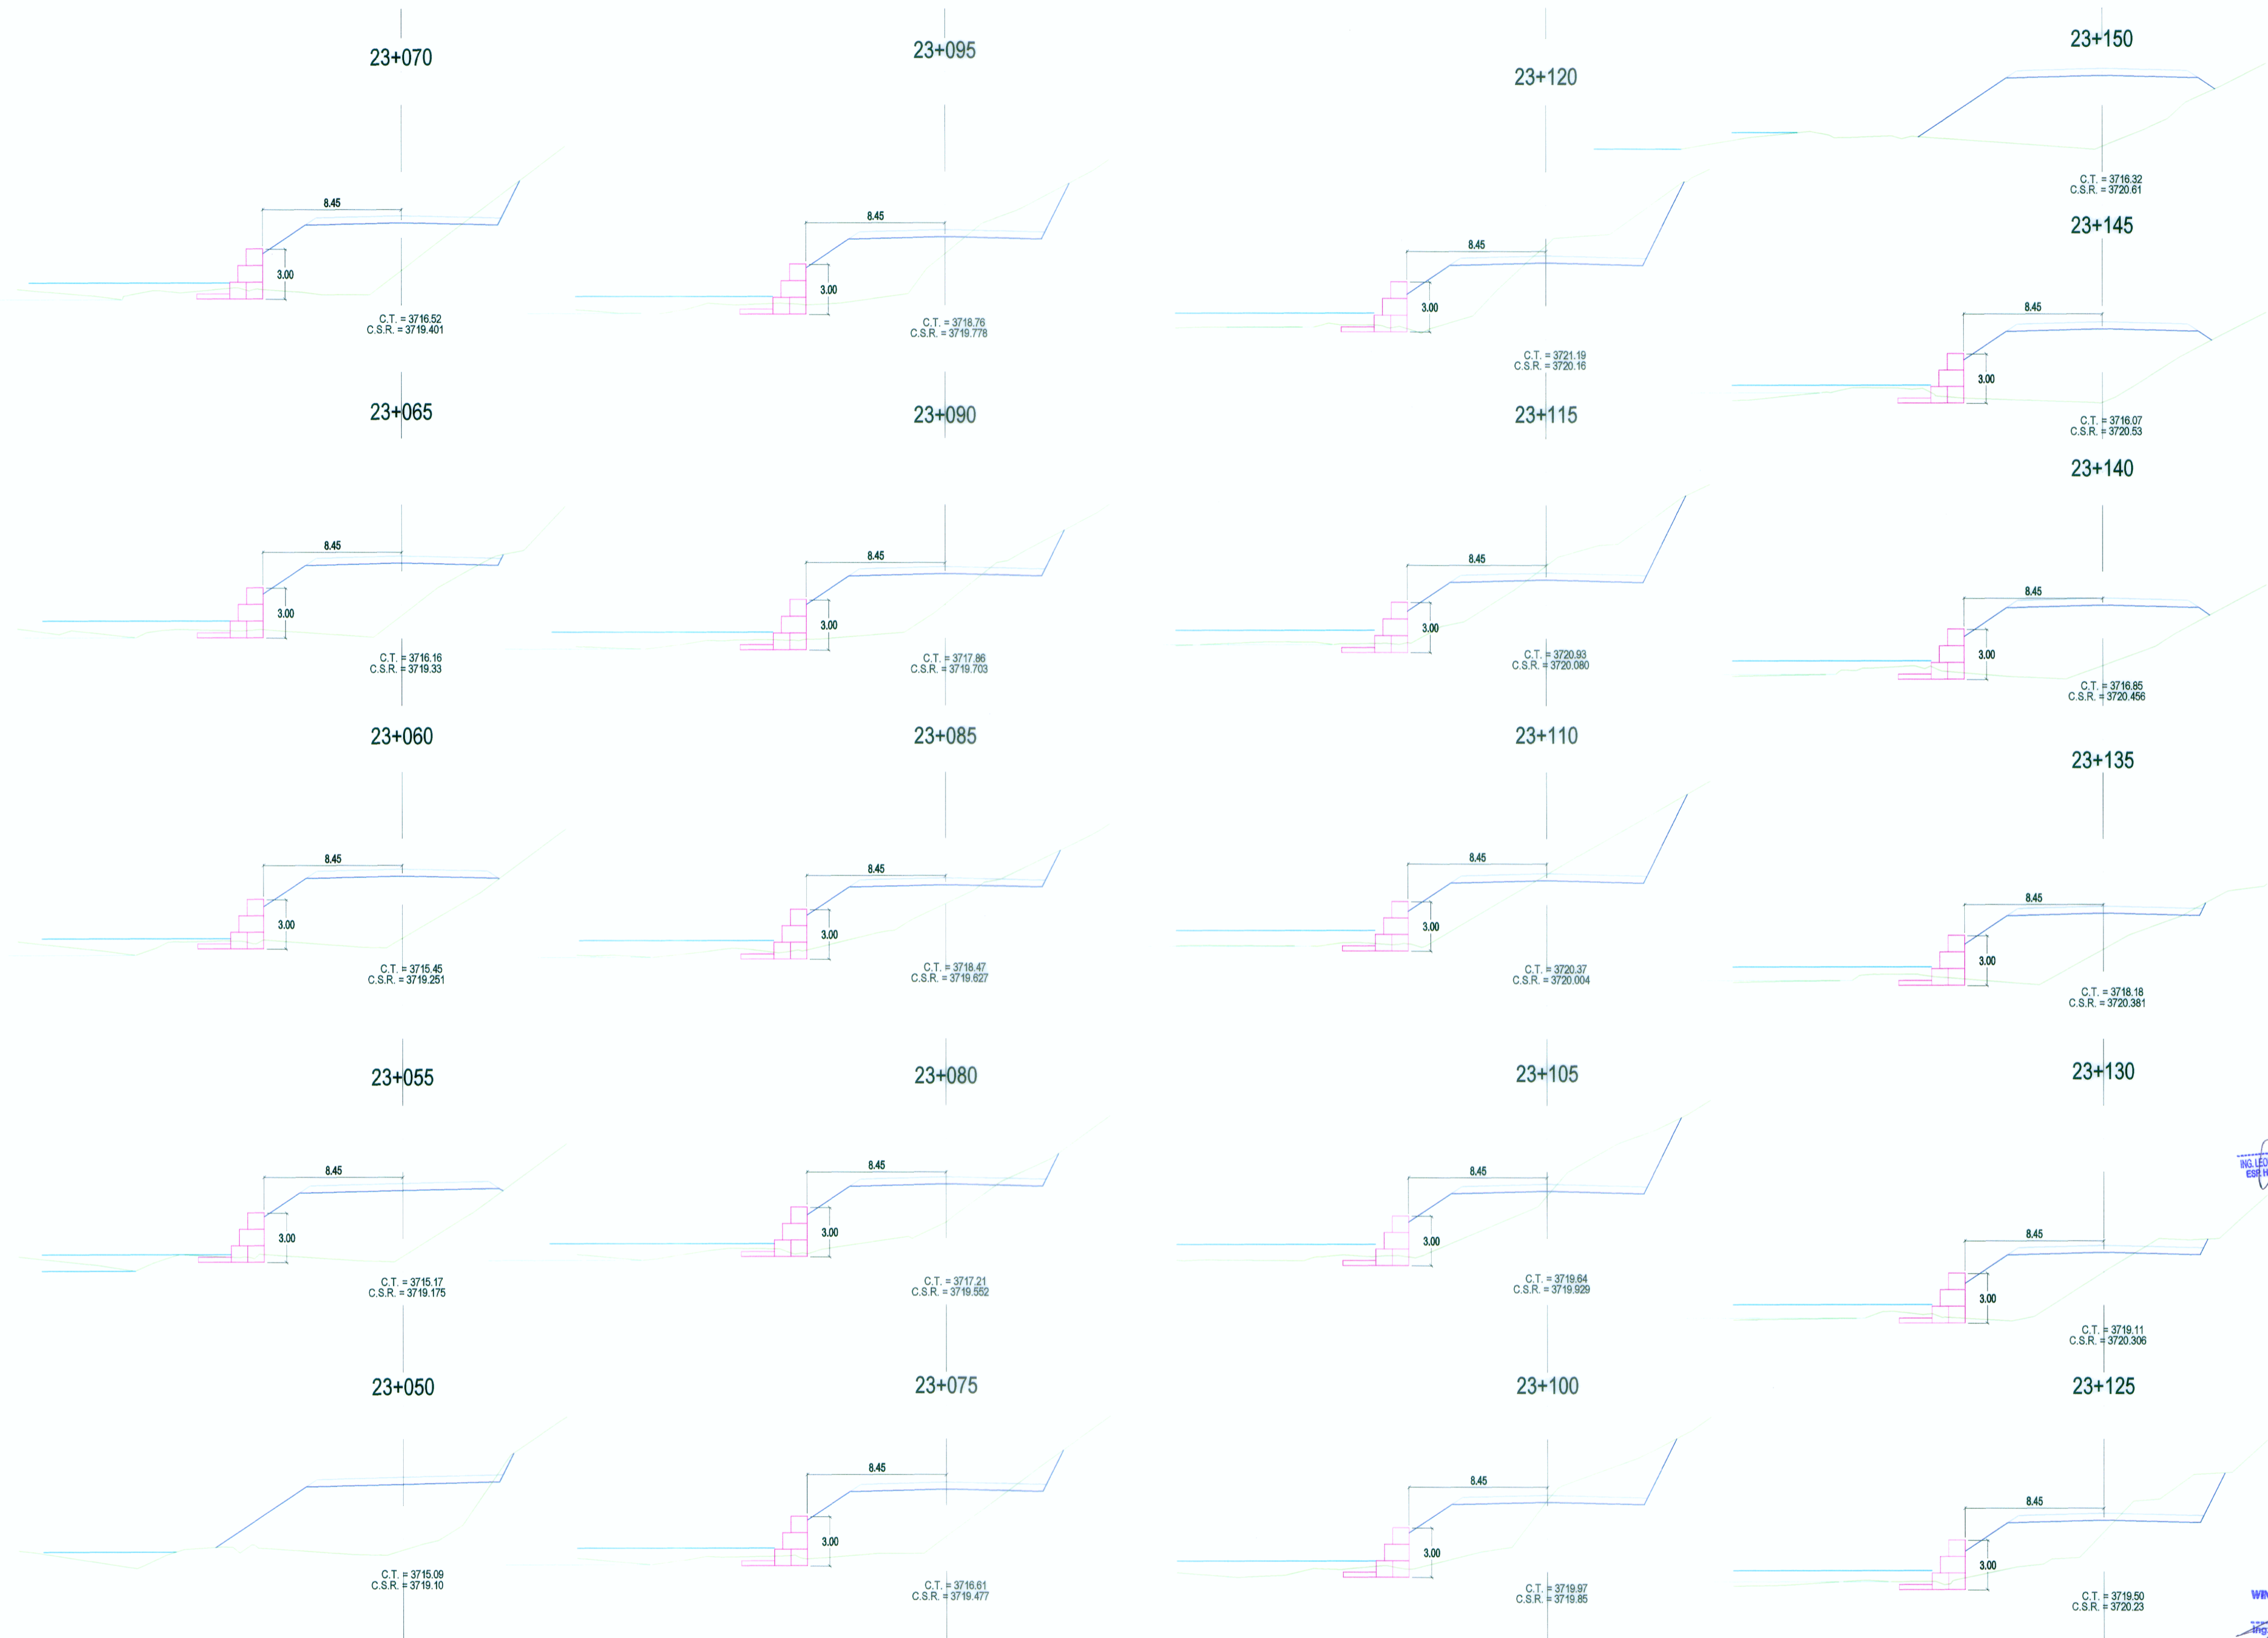 23+070
8.45
3.00
C.T. = 3716.52
C.S.R. = 3719.401
23+065
8.45
3.00
C.T. = 3716.16
C.S.R. = 3719.33
23+060
8.45
3.00
C.T. = 3715.45
C.S.R. = 3719.251
23+055
8.45
3.00
C.T. = 3715.17
C.S.R. = 3719.175
23+050
C.T. = 3715.09
C.S.R. = 3719.10
23+095
8.45
3.00
C.T. = 3718.76
C.S.R. = 3719.778
23+090
8.45
3.00
C.T. = 3717.86
C.S.R. = 3719.703
23+085
8.45
3.00
C.T. = 3718.47
C.S.R. = 3719.627
23+080
8.45
3.00
C.T. = 3717.21
C.S.R. = 3719.552
23+075
8.45
3.00
C.T. = 3716.61
C.S.R. = 3719.477
23+120
8.45
3.00
C.T. = 3721.19
C.S.R. = 3720.16
23+115
8.45
3.00
C.T. = 3720.93
C.S.R. = 3720.080
23+110
8.45
3.00
C.T. = 3720.37
C.S.R. = 3720.004
23+105
8.45
3.00
C.T. = 3719.64
C.S.R. = 3719.929
23+100
8.45
3.00
C.T. = 3719.97
C.S.R. = 3719.85
23+150
C.T. = 3716.32
C.S.R. = 3720.61
23+145
8.45
3.00
C.T. = 3716.07
C.S.R. = 3720.53
23+140
8.45
3.00
C.T. = 3716.85
C.S.R. = 3720.456
23+135
8.45
3.00
C.T. = 3718.18
C.S.R. = 3720.381
23+130
8.45
3.00
C.T. = 3719.11
C.S.R. = 3720.306
23+125
8.45
3.00
C.T. = 3719.50
C.S.R. = 3720.23
ING. LEO
ESP. H
Ing